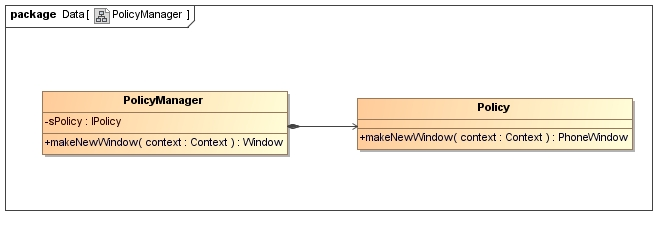 package Data [ PolicyManager ]
PolicyManager
-sPolicy : IPolicy
+makeNewWindow( context : Context ) : Window
Policy
+makeNewWindow( context : Context ) : PhoneWindow